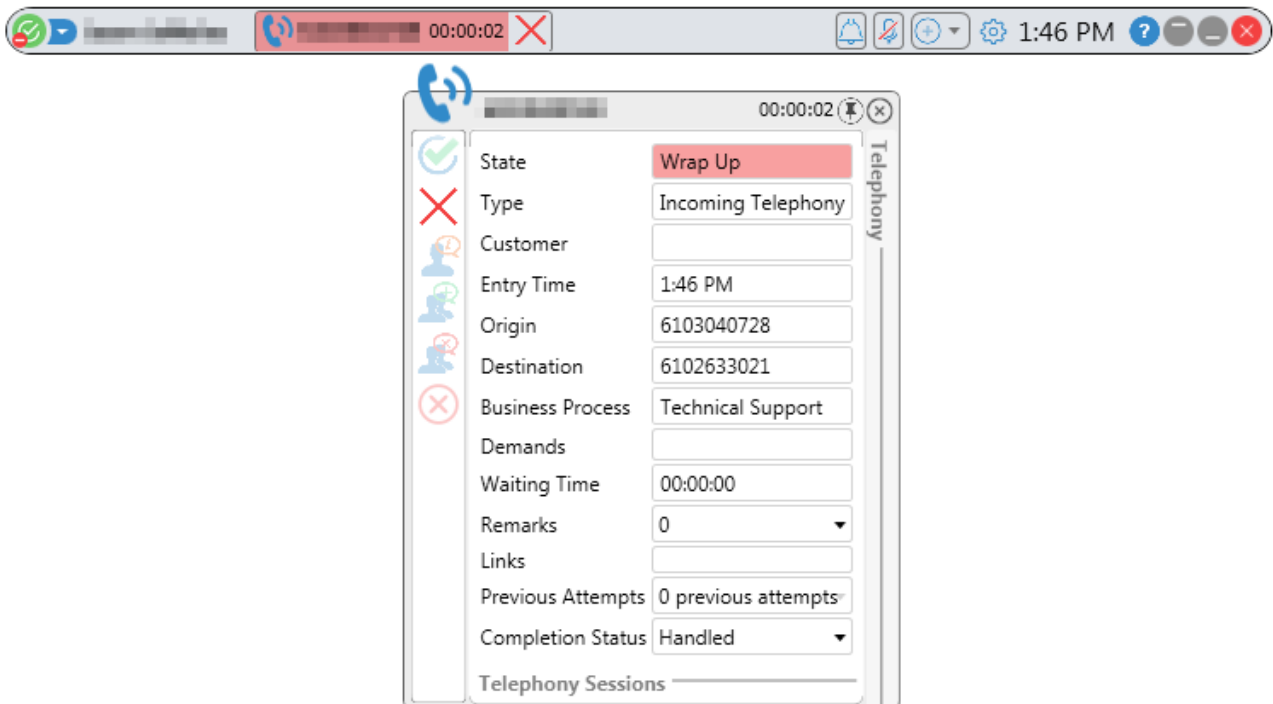 00:00:02
1:46 PM
?
00:00:02
Telephony
State Wrap Up
Type Incoming Telephony
Customer
Entry Time 1:46 PM
Origin 6103040728
Destination 6102633021
Business Process Technical Support
Demands
Waiting Time 00:00:00
Remarks 0
Links
Previous Attempts 0 previous attempts
Completion Status Handled
Telephony Sessions